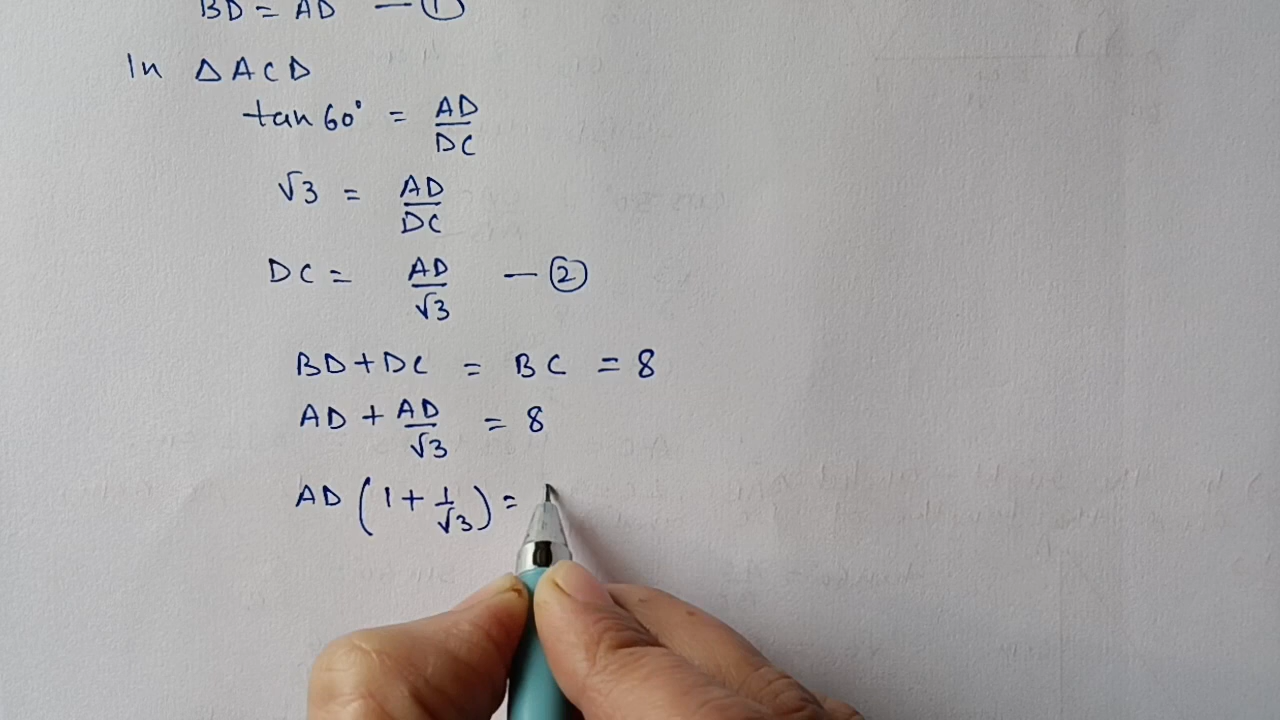 BD = AD — ①
In △ACD
tan 60° = AD/DC
√3 = AD/DC
DC = AD/√3 — ②
BD + DC = BC = 8
AD + AD/√3 = 8
AD (1 + 1/√3) =